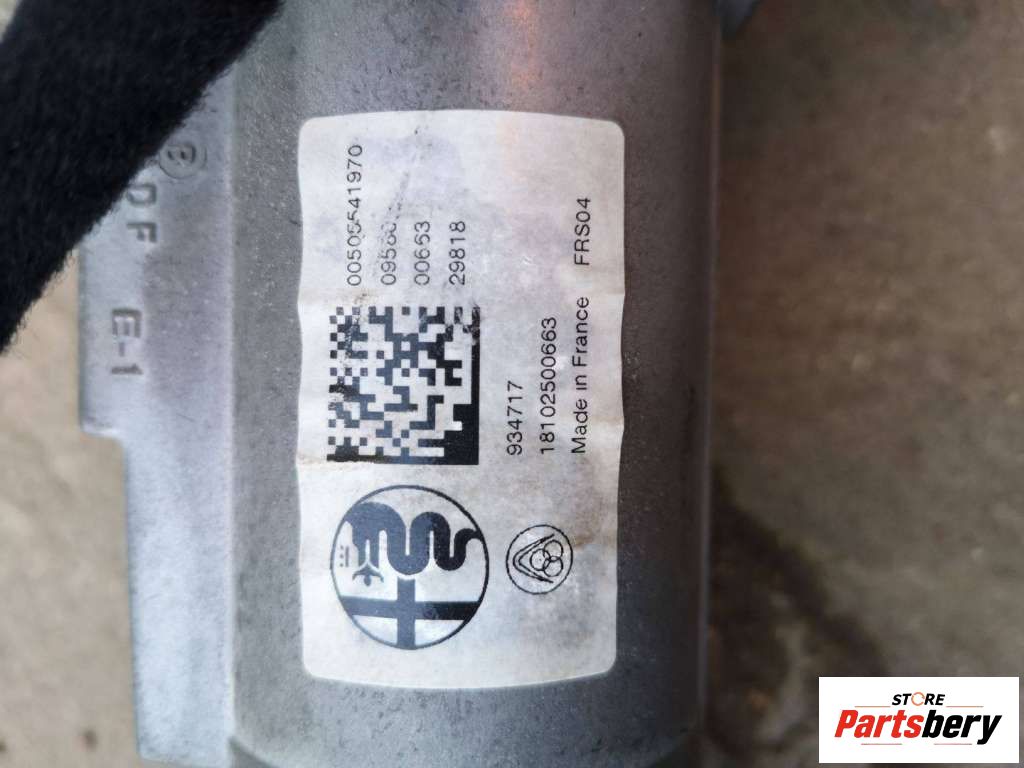 00505541970
00663
29818
934717
18102500663
Made in France FRS04
DF E-1
STORE
Partsbery